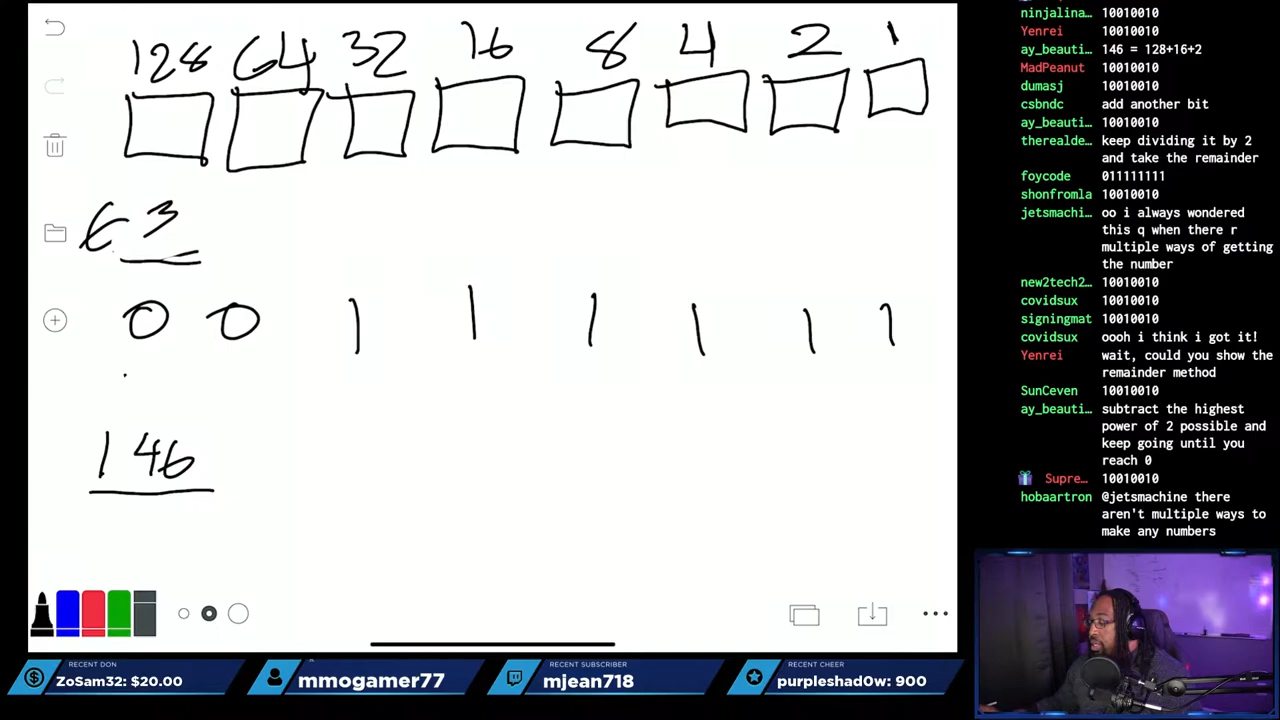 128 64 32 16 8 4 2 1
63
0 0 1 1 1 1 1 1
146
ninjalina... 10010010
Yenrei 10010010
ay_beauti... 146 = 128+16+2
MadPeanut 10010010
dumasj 10010010
csbndc add another bit
ay_beauti... 10010010
therealde... keep dividing it by 2
and take the remainder
foycode 011111111
shonfromla 10010010
jetsmachi... oo i always wondered
this q when there r
multiple ways of getting
the number
new2tech2... 10010010
covidsux 10010010
signingmat 10010010
covidsux oooh i think i got it!
Yenrei wait, could you show the
remainder method
SunCeven 10010010
ay_beauti... subtract the highest
power of 2 possible and
keep going until you
reach 0
Supre... 10010010
hobaartron @jetsmachine there
aren't multiple ways to
make any numbers
RECENT DON
ZoSam32: $20.00
mmogamer77
RECENT SUBSCRIBER
mjean718
RECENT CHEER
purpleshad0w: 900